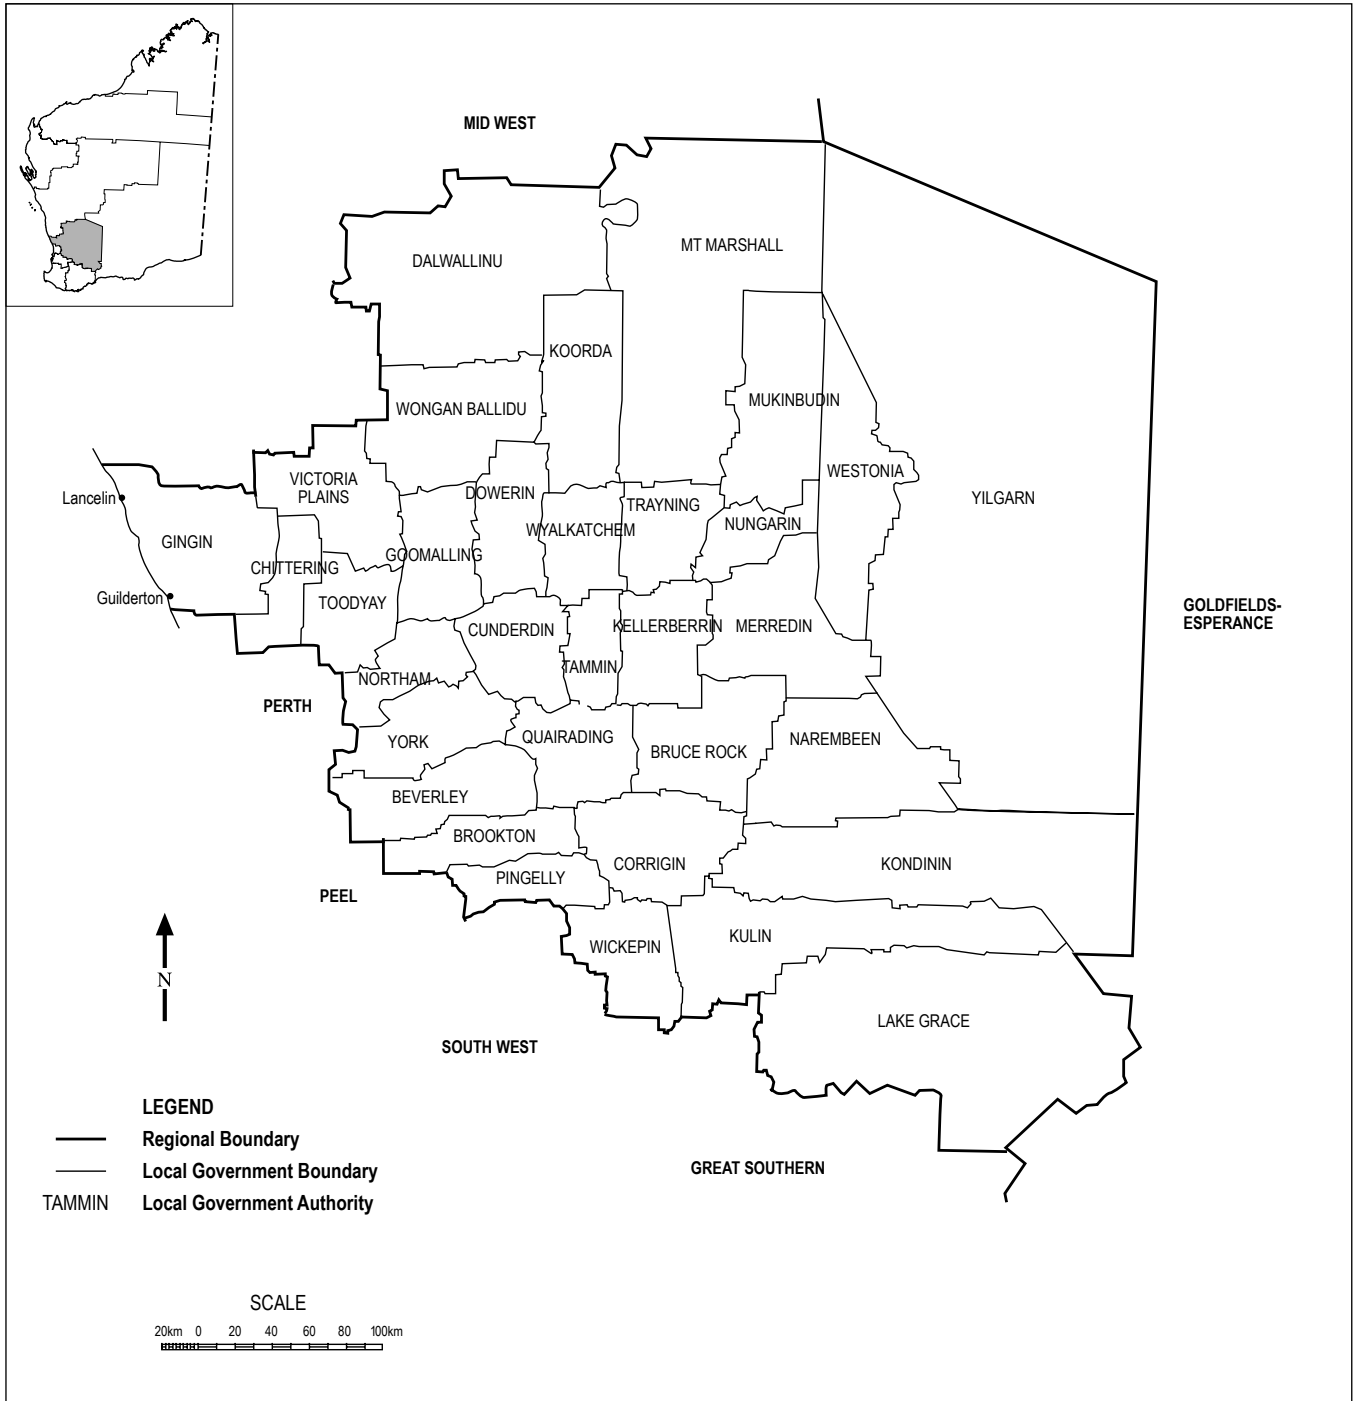 MID WEST
MT MARSHALL
DALWALLINU
KOORDA
MUKINBUDIN
WONGAN BALLIDU
WESTONIA
VICTORIA
PLAINS
DOWERIN
Lancelin
YILGARN
TRAYNING
NUNGARIN
WYALKATCHEM
GINGIN
GOOMALLING
CHITTERING
Guilderton
TOODYAY
GOLDFIELDS-
ESPERANCE
CUNDERDIN
KELLERBERRIN
MERREDIN
TAMMIN
NORTHAM
PERTH
YORK
QUAIRADING
BRUCE ROCK
NAREMBEEN
BEVERLEY
BROOKTON
CORRIGIN
KONDININ
PINGELLY
PEEL
WICKEPIN
KULIN
N
LAKE GRACE
SOUTH WEST
GREAT SOUTHERN
LEGEND
Regional Boundary
Local Government Boundary
TAMMIN Local Government Authority
SCALE
20km 0 20 40 60 80 100km